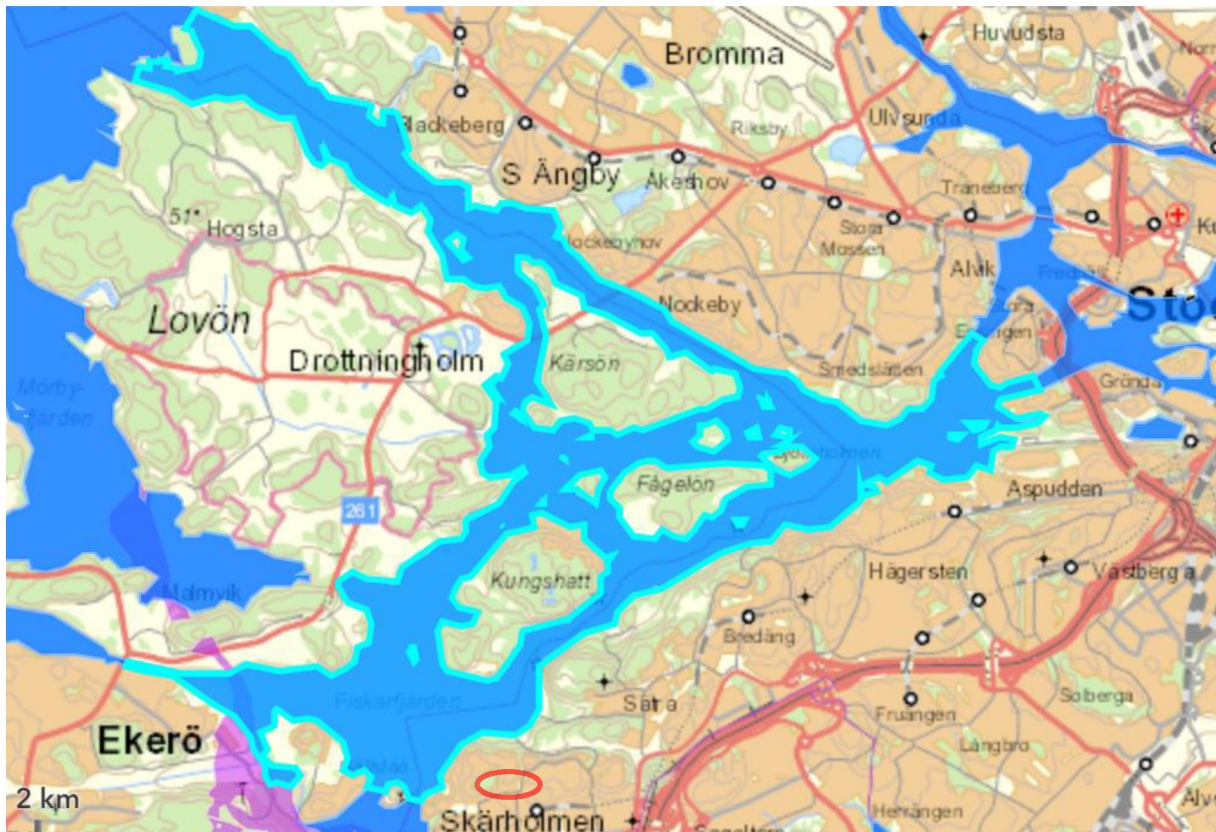 Huvudsta
Bromma
Riksby
Ulvsunda
Blackeberg
S Ängby
Åkeshov
Traneberg
51
Hogsta
Stora
Mossen
Alvik
Nockeby
Lovön
Drottningholm
Kärsön
Smedslätten
Mörby-
fjärden
Gröndal
Fågelön
Aspudden
261
Kungshatt
Hägersten
Västberga
Malmvik
Bredäng
Fiskarfjärden
Sätra
Solberga
Fruängen
Ekerö
Långbro
2 km
Skärholmen
Herrängen